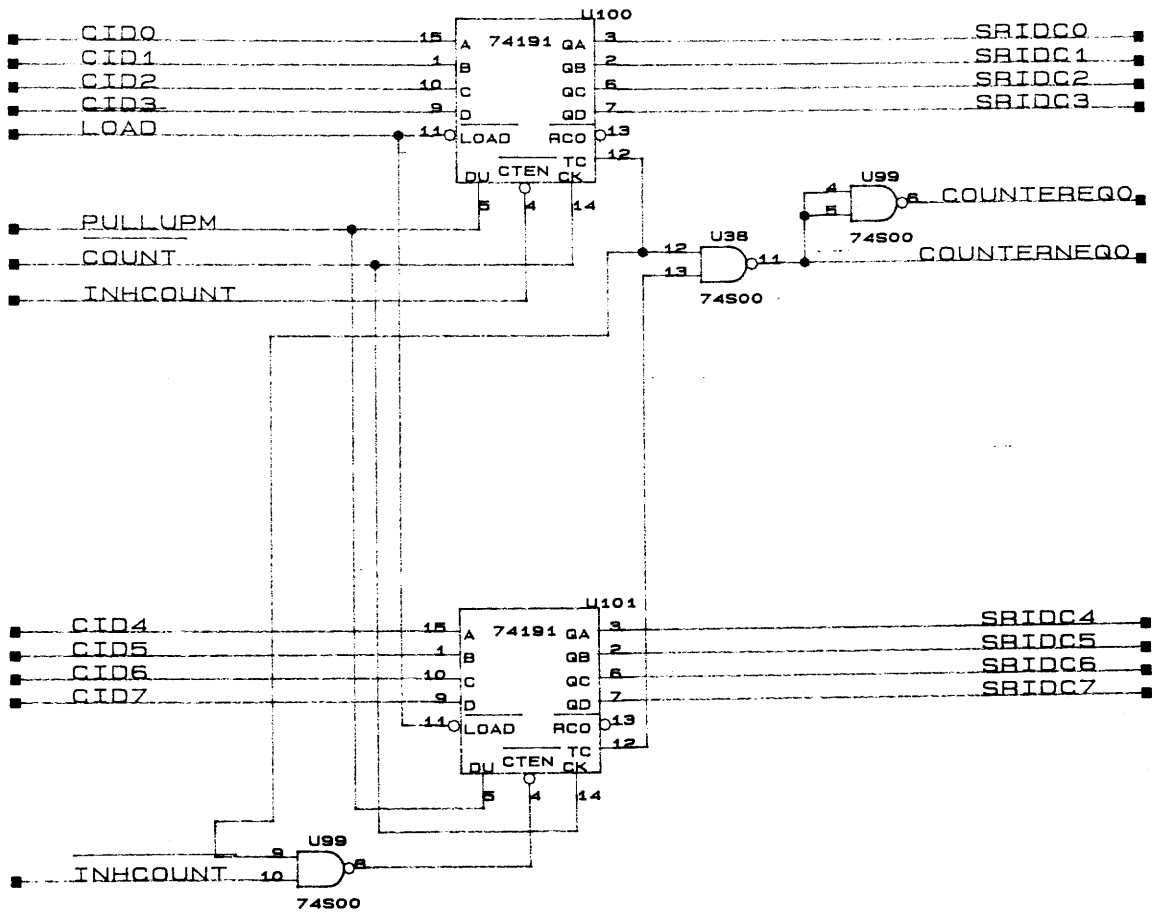 U100
CID0 15 A 74191 QA 3 SRIDC0
CID1 1 B QB 2 SRIDC1
CID2 10 C QC 6 SRIDC2
CID3 9 D QD 7 SRIDC3
LOAD 11 LOAD RCO 13
CTEN TC 12
DU CK
5 4 14
U99
4 6 COUNTEREQ0
5
74S00
PULLUPM
COUNT
INHCOUNT
U38
12 11 COUNTERNEQ0
13
74S00
U101
CID4 15 A 74191 QA 3 SRIDC4
CID5 1 B QB 2 SRIDC5
CID6 10 C QC 6 SRIDC6
CID7 9 D QD 7 SRIDC7
11 LOAD RCO 13
CTEN TC 12
DU CK
5 4 14
U99
9 8
INHCOUNT 10
74S00